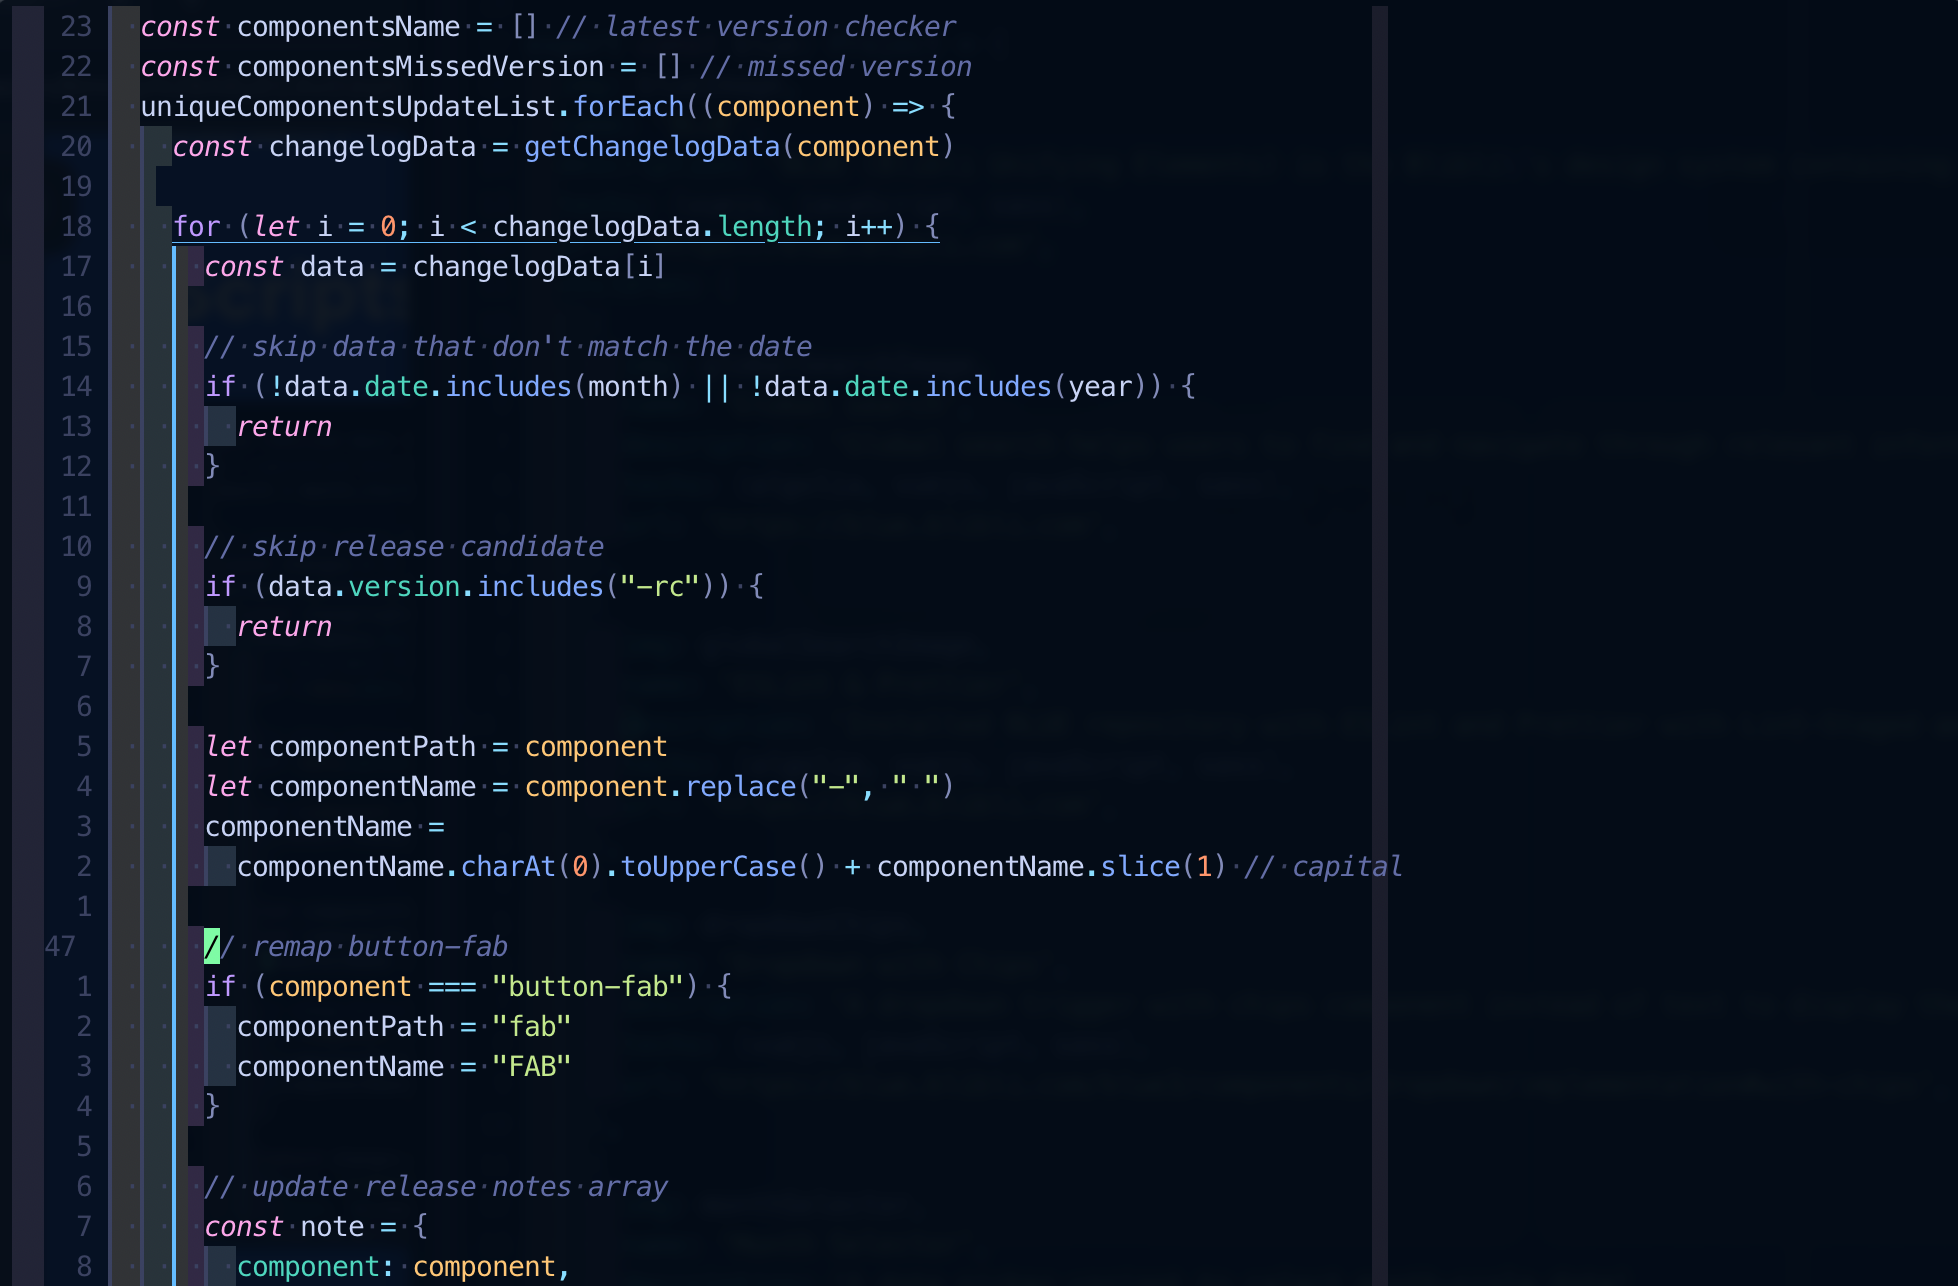 23 const componentsName = [] // latest version checker
22 const componentsMissedVersion = [] // missed version
21 uniqueComponentsUpdateList.forEach((component) => {
20 const changelogData = getChangelogData(component)
19
18 for (let i = 0; i < changelogData.length; i++) {
17 const data = changelogData[i]
16
15 // skip data that don't match the date
14 if (!data.date.includes(month) || !data.date.includes(year)) {
13 return
12 }
11
10 // skip release candidate
9 if (data.version.includes("-rc")) {
8 return
7 }
6
5 let componentPath = component
4 let componentName = component.replace("-", " ")
3 componentName =
2 componentName.charAt(0).toUpperCase() + componentName.slice(1) // capital
1
47 // remap button-fab
1 if (component === "button-fab") {
2 componentPath = "fab"
3 componentName = "FAB"
4 }
5
6 // update release notes array
7 const note = {
8 component: component,